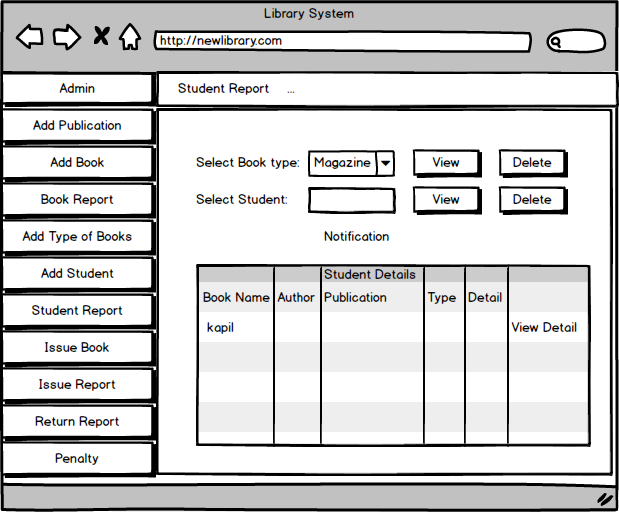 Library System
http://newlibrary.com
Admin
Student Report ...
Add Publication
Add Book
Book Report
Add Type of Books
Add Student
Student Report
Issue Book
Issue Report
Return Report
Penalty
Select Book type: Magazine View Delete
Select Student: View Delete
Notification
Student Details
Book Name Author Publication Type Detail
kapil View Detail